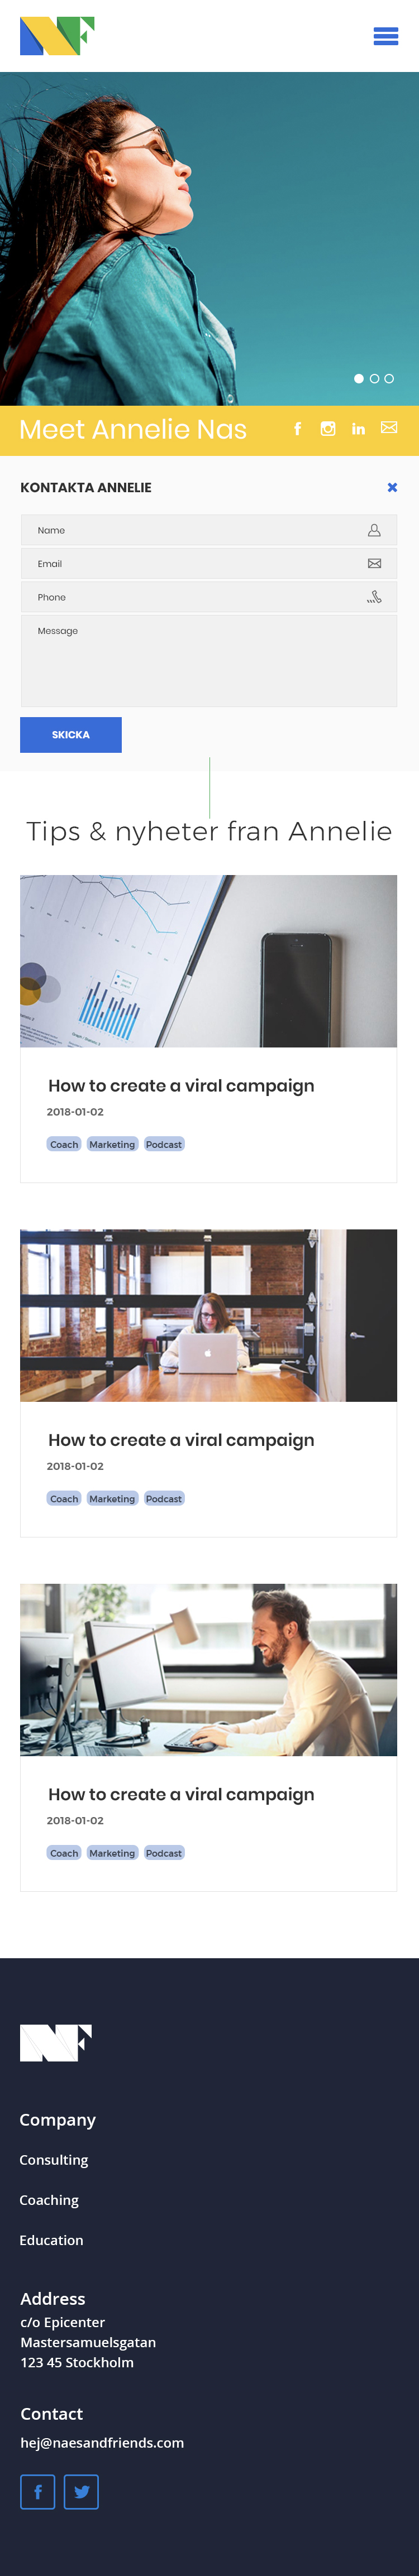 NF
Meet Annelie Nas
KONTAKTA ANNELIE
Name
Email
Phone
Message
SKICKA
Tips & nyheter fran Annelie
How to create a viral campaign
2018-01-02
Coach Marketing Podcast
How to create a viral campaign
2018-01-02
Coach Marketing Podcast
How to create a viral campaign
2018-01-02
Coach Marketing Podcast
NF
Company
Consulting
Coaching
Education
Address
c/o Epicenter
Mastersamuelsgatan
123 45 Stockholm
Contact
hej@naesandfriends.com